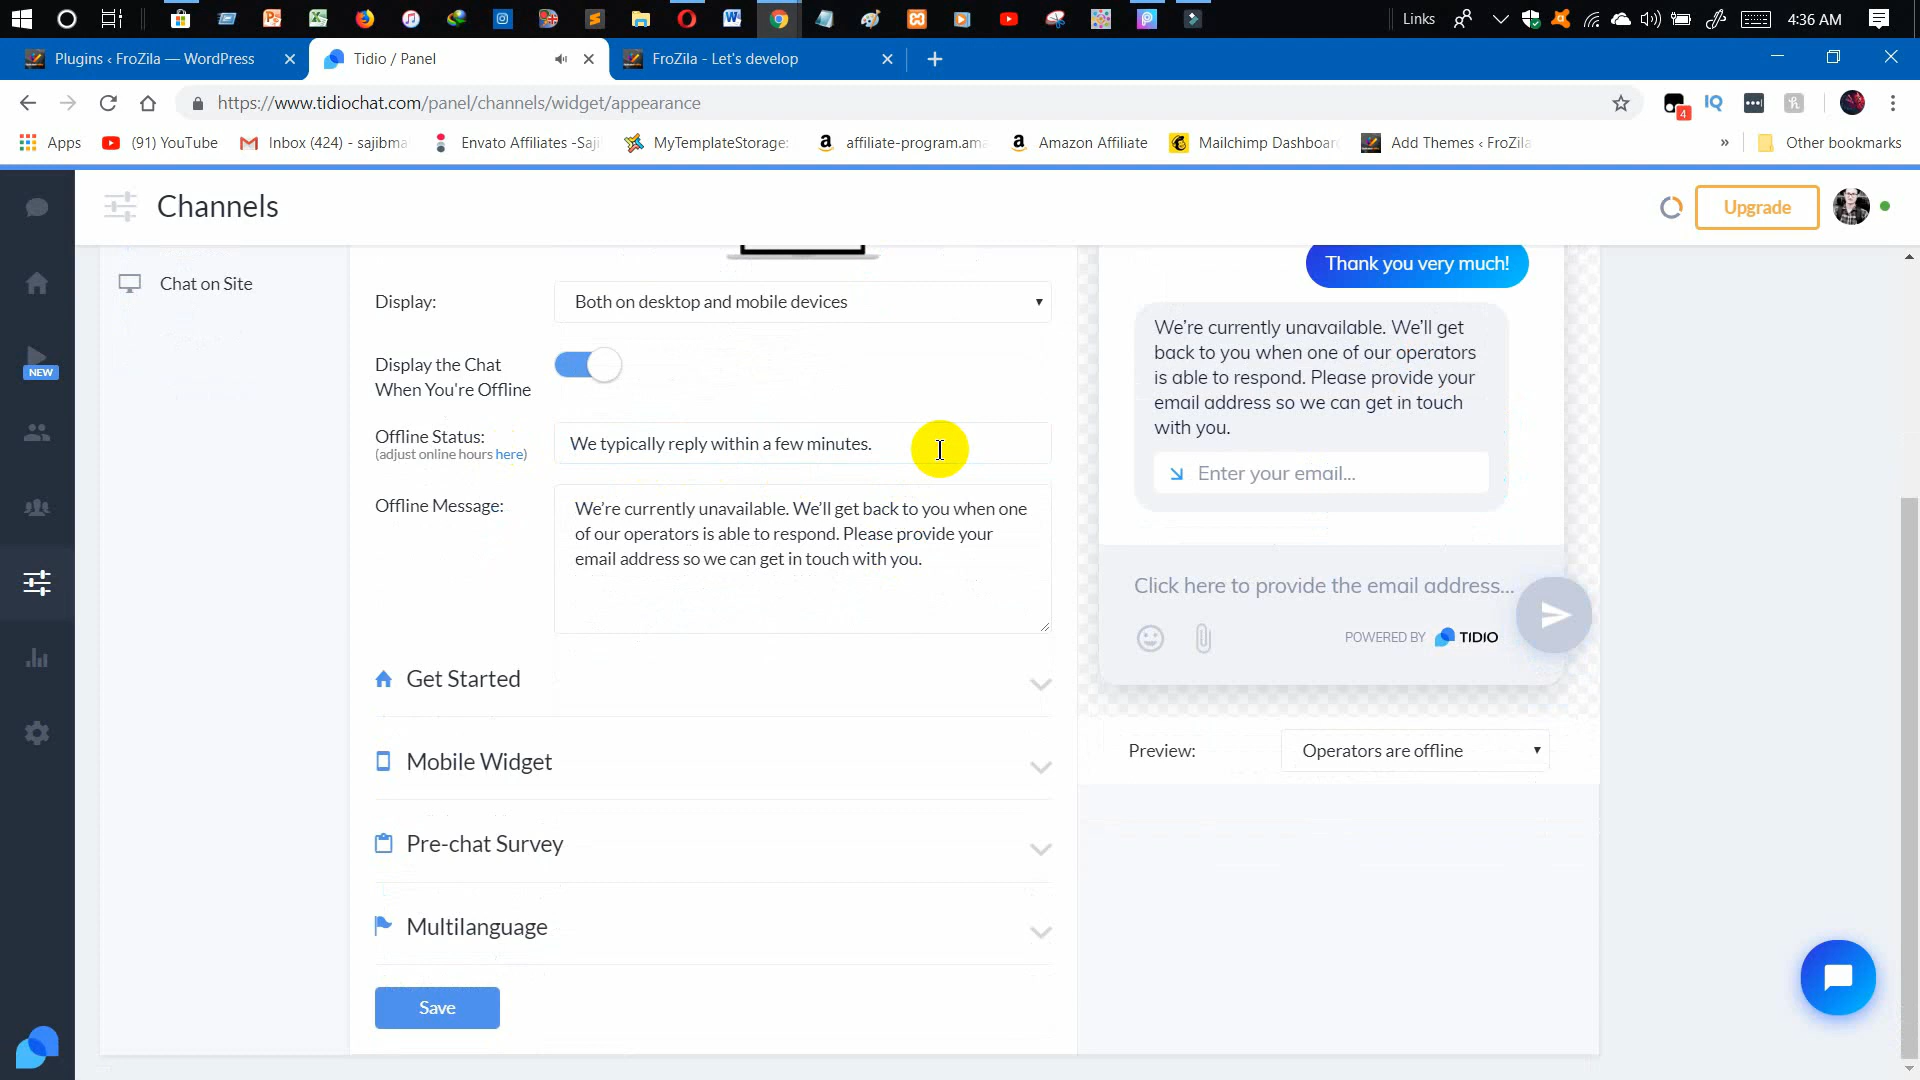 Links
4:36 AM
Plugins ‹ FroZila — WordPress
Tidio / Panel
FroZila - Let's develop
https://www.tidiochat.com/panel/channels/widget/appearance
4
IQ
Apps
(91) YouTube
Inbox (424) - sajibma
Envato Affiliates -Saji
MyTemplateStorage:
affiliate-program.ama
Amazon Affiliate
Mailchimp Dashboar
Add Themes ‹ FroZila
»
Other bookmarks
Channels
Upgrade
NEW
Chat on Site
Display:
Both on desktop and mobile devices
Display the Chat
When You're Offline
Offline Status:
(adjust online hours here)
We typically reply within a few minutes.
Offline Message:
We're currently unavailable. We'll get back to you when one
of our operators is able to respond. Please provide your
email address so we can get in touch with you.
Get Started
Mobile Widget
Pre-chat Survey
Multilanguage
Save
Thank you very much!
We're currently unavailable. We'll get
back to you when one of our operators
is able to respond. Please provide your
email address so we can get in touch
with you.
Enter your email...
Click here to provide the email address...
POWERED BY TIDIO
Preview:
Operators are offline